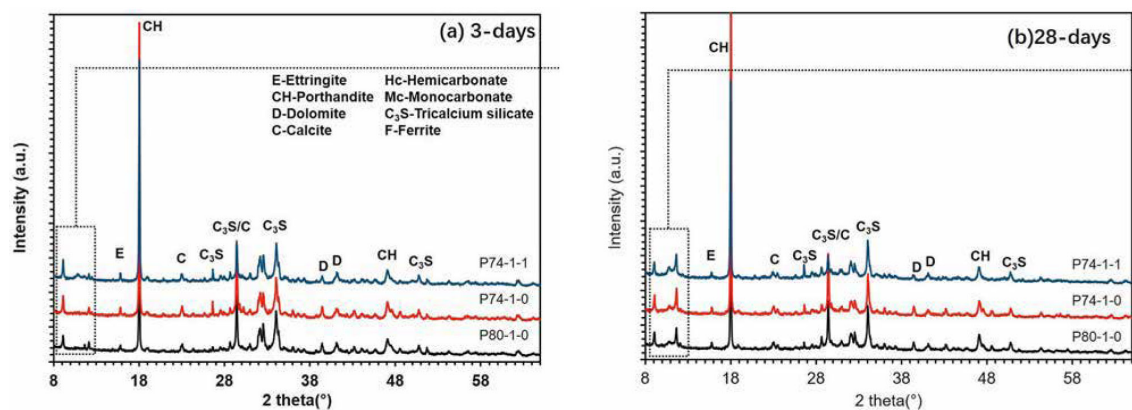 CH
(a) 3-days
E-Ettringite Hc-Hemicarbonate
CH-Porthandite Mc-Monocarbonate
D-Dolomite C₃S-Tricalcium silicate
C-Calcite F-Ferrite
Intensity (a.u.)
C₃S/C
C₃S
E
C
C₃S
D
D
CH
C₃S
P74-1-1
P74-1-0
P80-1-0
8 18 28 38 48 58
2 theta(°)
(b)28-days
CH
Intensity (a.u.)
C₃S/C
C₃S
E
C
C₃S
D
D
CH
C₃S
P74-1-1
P74-1-0
P80-1-0
8 18 28 38 48 58
2 theta(°)